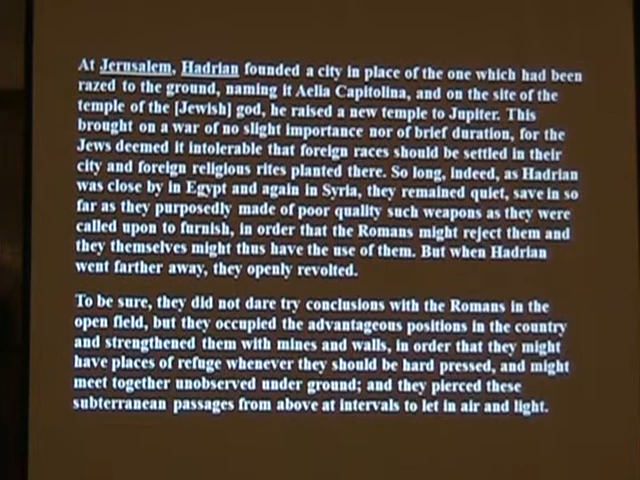 At Jerusalem, Hadrian founded a city in place of the one which had been
razed to the ground, naming it Aelia Capitolina, and on the site of the
temple of the [Jewish] god, he raised a new temple to Jupiter. This
brought on a war of no slight importance nor of brief duration, for the
Jews deemed it intolerable that foreign races should be settled in their
city and foreign religious rites planted there. So long, indeed, as Hadrian
was close by in Egypt and again in Syria, they remained quiet, save in so
far as they purposedly made of poor quality such weapons as they were
called upon to furnish, in order that the Romans might reject them and
they themselves might thus have the use of them. But when Hadrian
went farther away, they openly revolted.
To be sure, they did not dare try conclusions with the Romans in the
open field, but they occupied the advantageous positions in the country
and strengthened them with mines and walls, in order that they might
have places of refuge whenever they should be hard pressed, and might
meet together unobserved under ground; and they pierced these
subterranean passages from above at intervals to let in air and light.